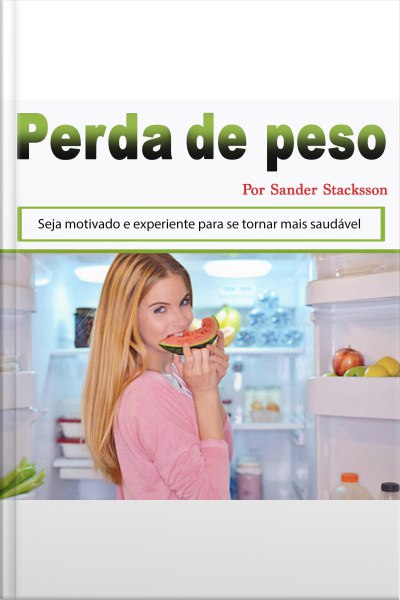 Perda de peso
Por Sander Stacksson
Seja motivado e experiente para se tornar mais saudável